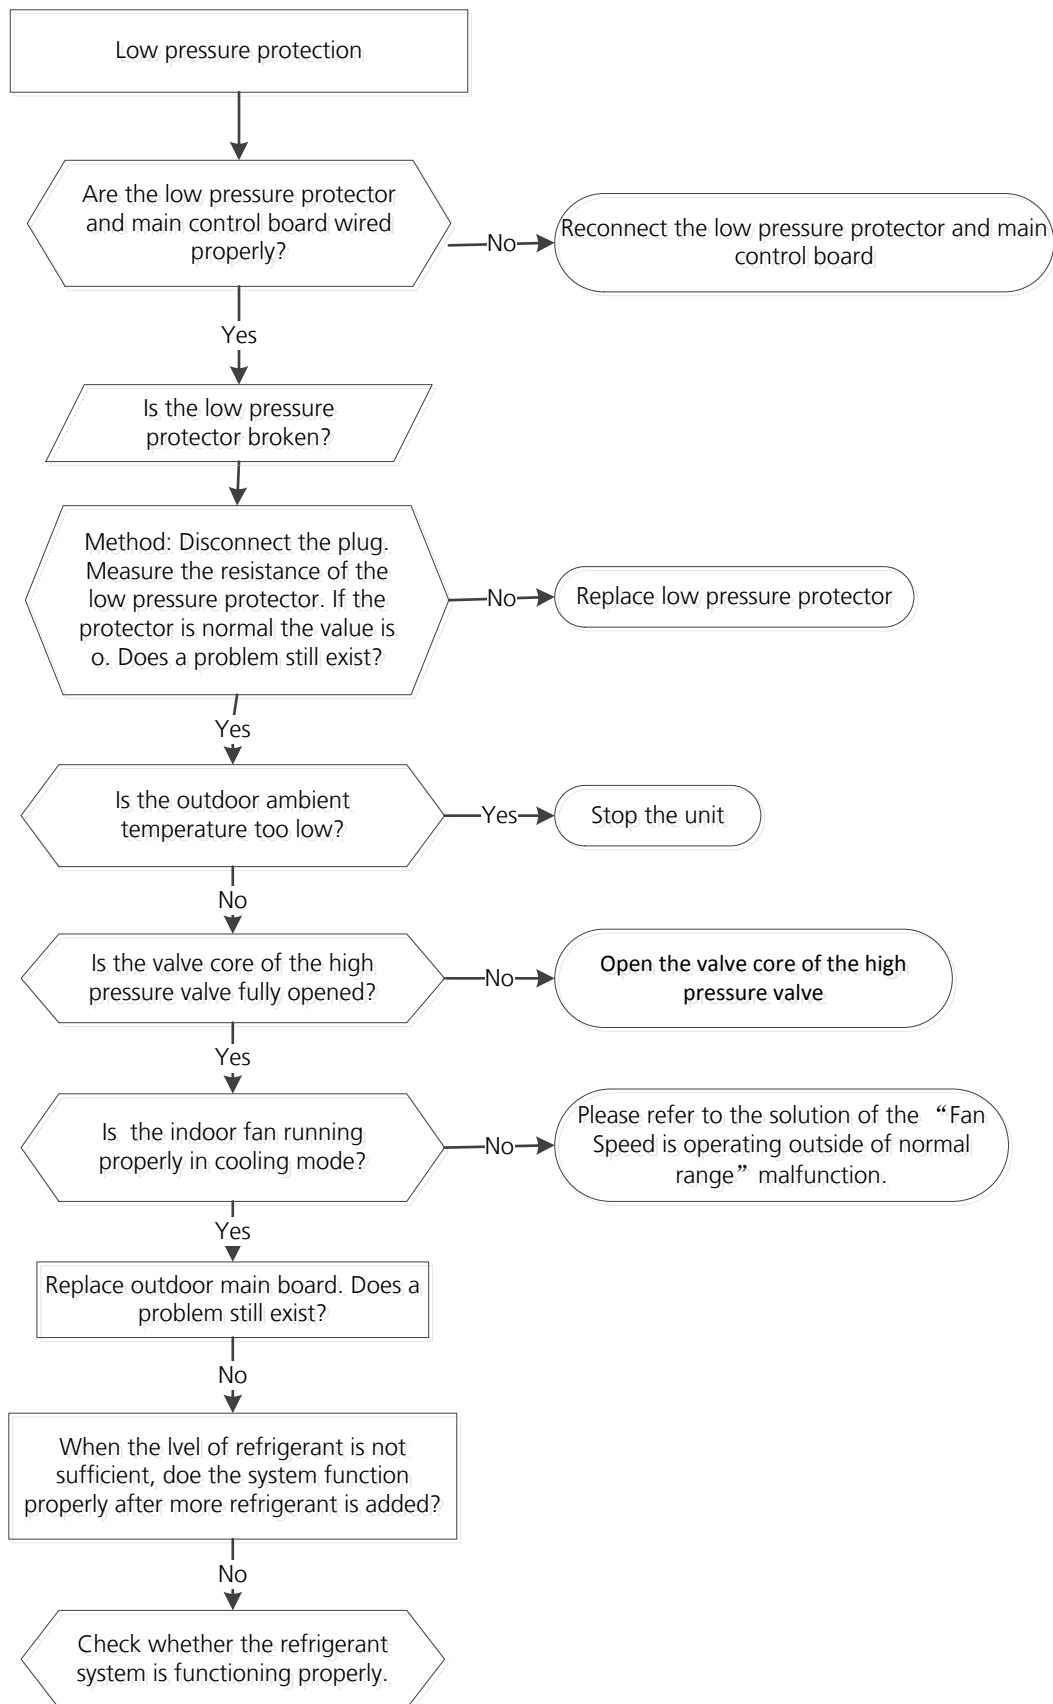 Low pressure protection
Are the low pressure protector
and main control board wired
properly?
No
Reconnect the low pressure protector and main
control board
Yes
Is the low pressure
protector broken?
Method: Disconnect the plug.
Measure the resistance of the
low pressure protector. If the
protector is normal the value is
o. Does a problem still exist?
No
Replace low pressure protector
Yes
Is the outdoor ambient
temperature too low?
Yes
Stop the unit
No
Is the valve core of the high
pressure valve fully opened?
No
Open the valve core of the high
pressure valve
Yes
Is  the indoor fan running
properly in cooling mode?
No
Please refer to the solution of the “Fan
Speed is operating outside of normal
range” malfunction.
Yes
Replace outdoor main board. Does a
problem still exist?
No
When the lvel of refrigerant is not
sufficient, doe the system function
properly after more refrigerant is added?
No
Check whether the refrigerant
system is functioning properly.